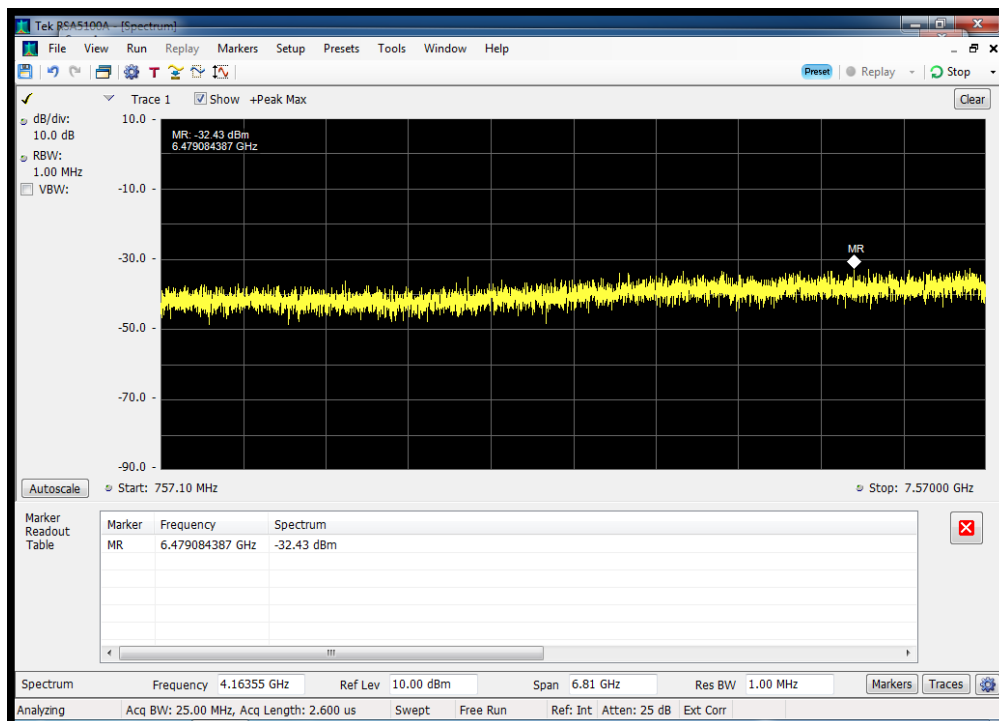 Tek RSA5100A - [Spectrum]
File View Run Replay Markers Setup Presets Tools Window Help
T Preset Replay Stop
Trace 1 Show +Peak Max Clear
dB/div:
10.0 dB
RBW:
1.00 MHz
VBW:
10.0
MR: -32.43 dBm
6.479084387 GHz
-10.0
-30.0
MR
-50.0
-70.0
-90.0
Autoscale Start: 757.10 MHz Stop: 7.57000 GHz
Marker
Readout
Table
Marker Frequency Spectrum
MR 6.479084387 GHz -32.43 dBm
Spectrum Frequency 4.16355 GHz Ref Lev 10.00 dBm Span 6.81 GHz Res BW 1.00 MHz Markers Traces
Analyzing Acq BW: 25.00 MHz, Acq Length: 2.600 us Swept Free Run Ref: Int Atten: 25 dB Ext Corr